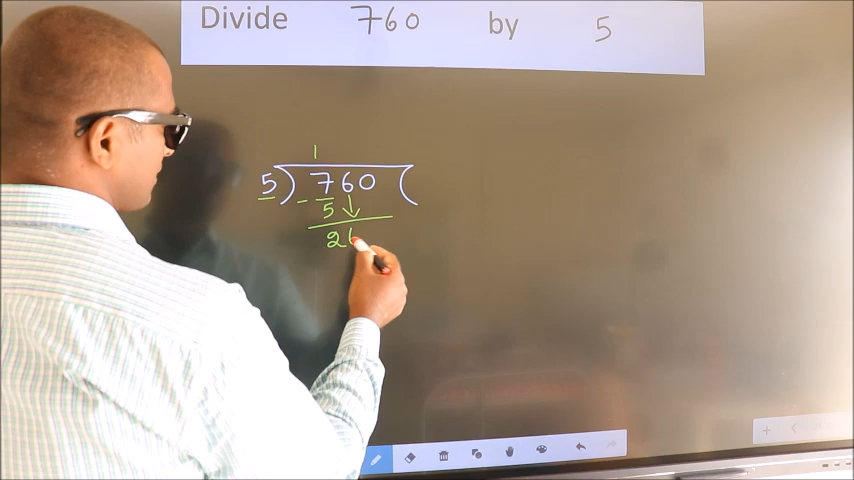 Divide 760 by 5
1
5) 760 (
- 5 ↓
2